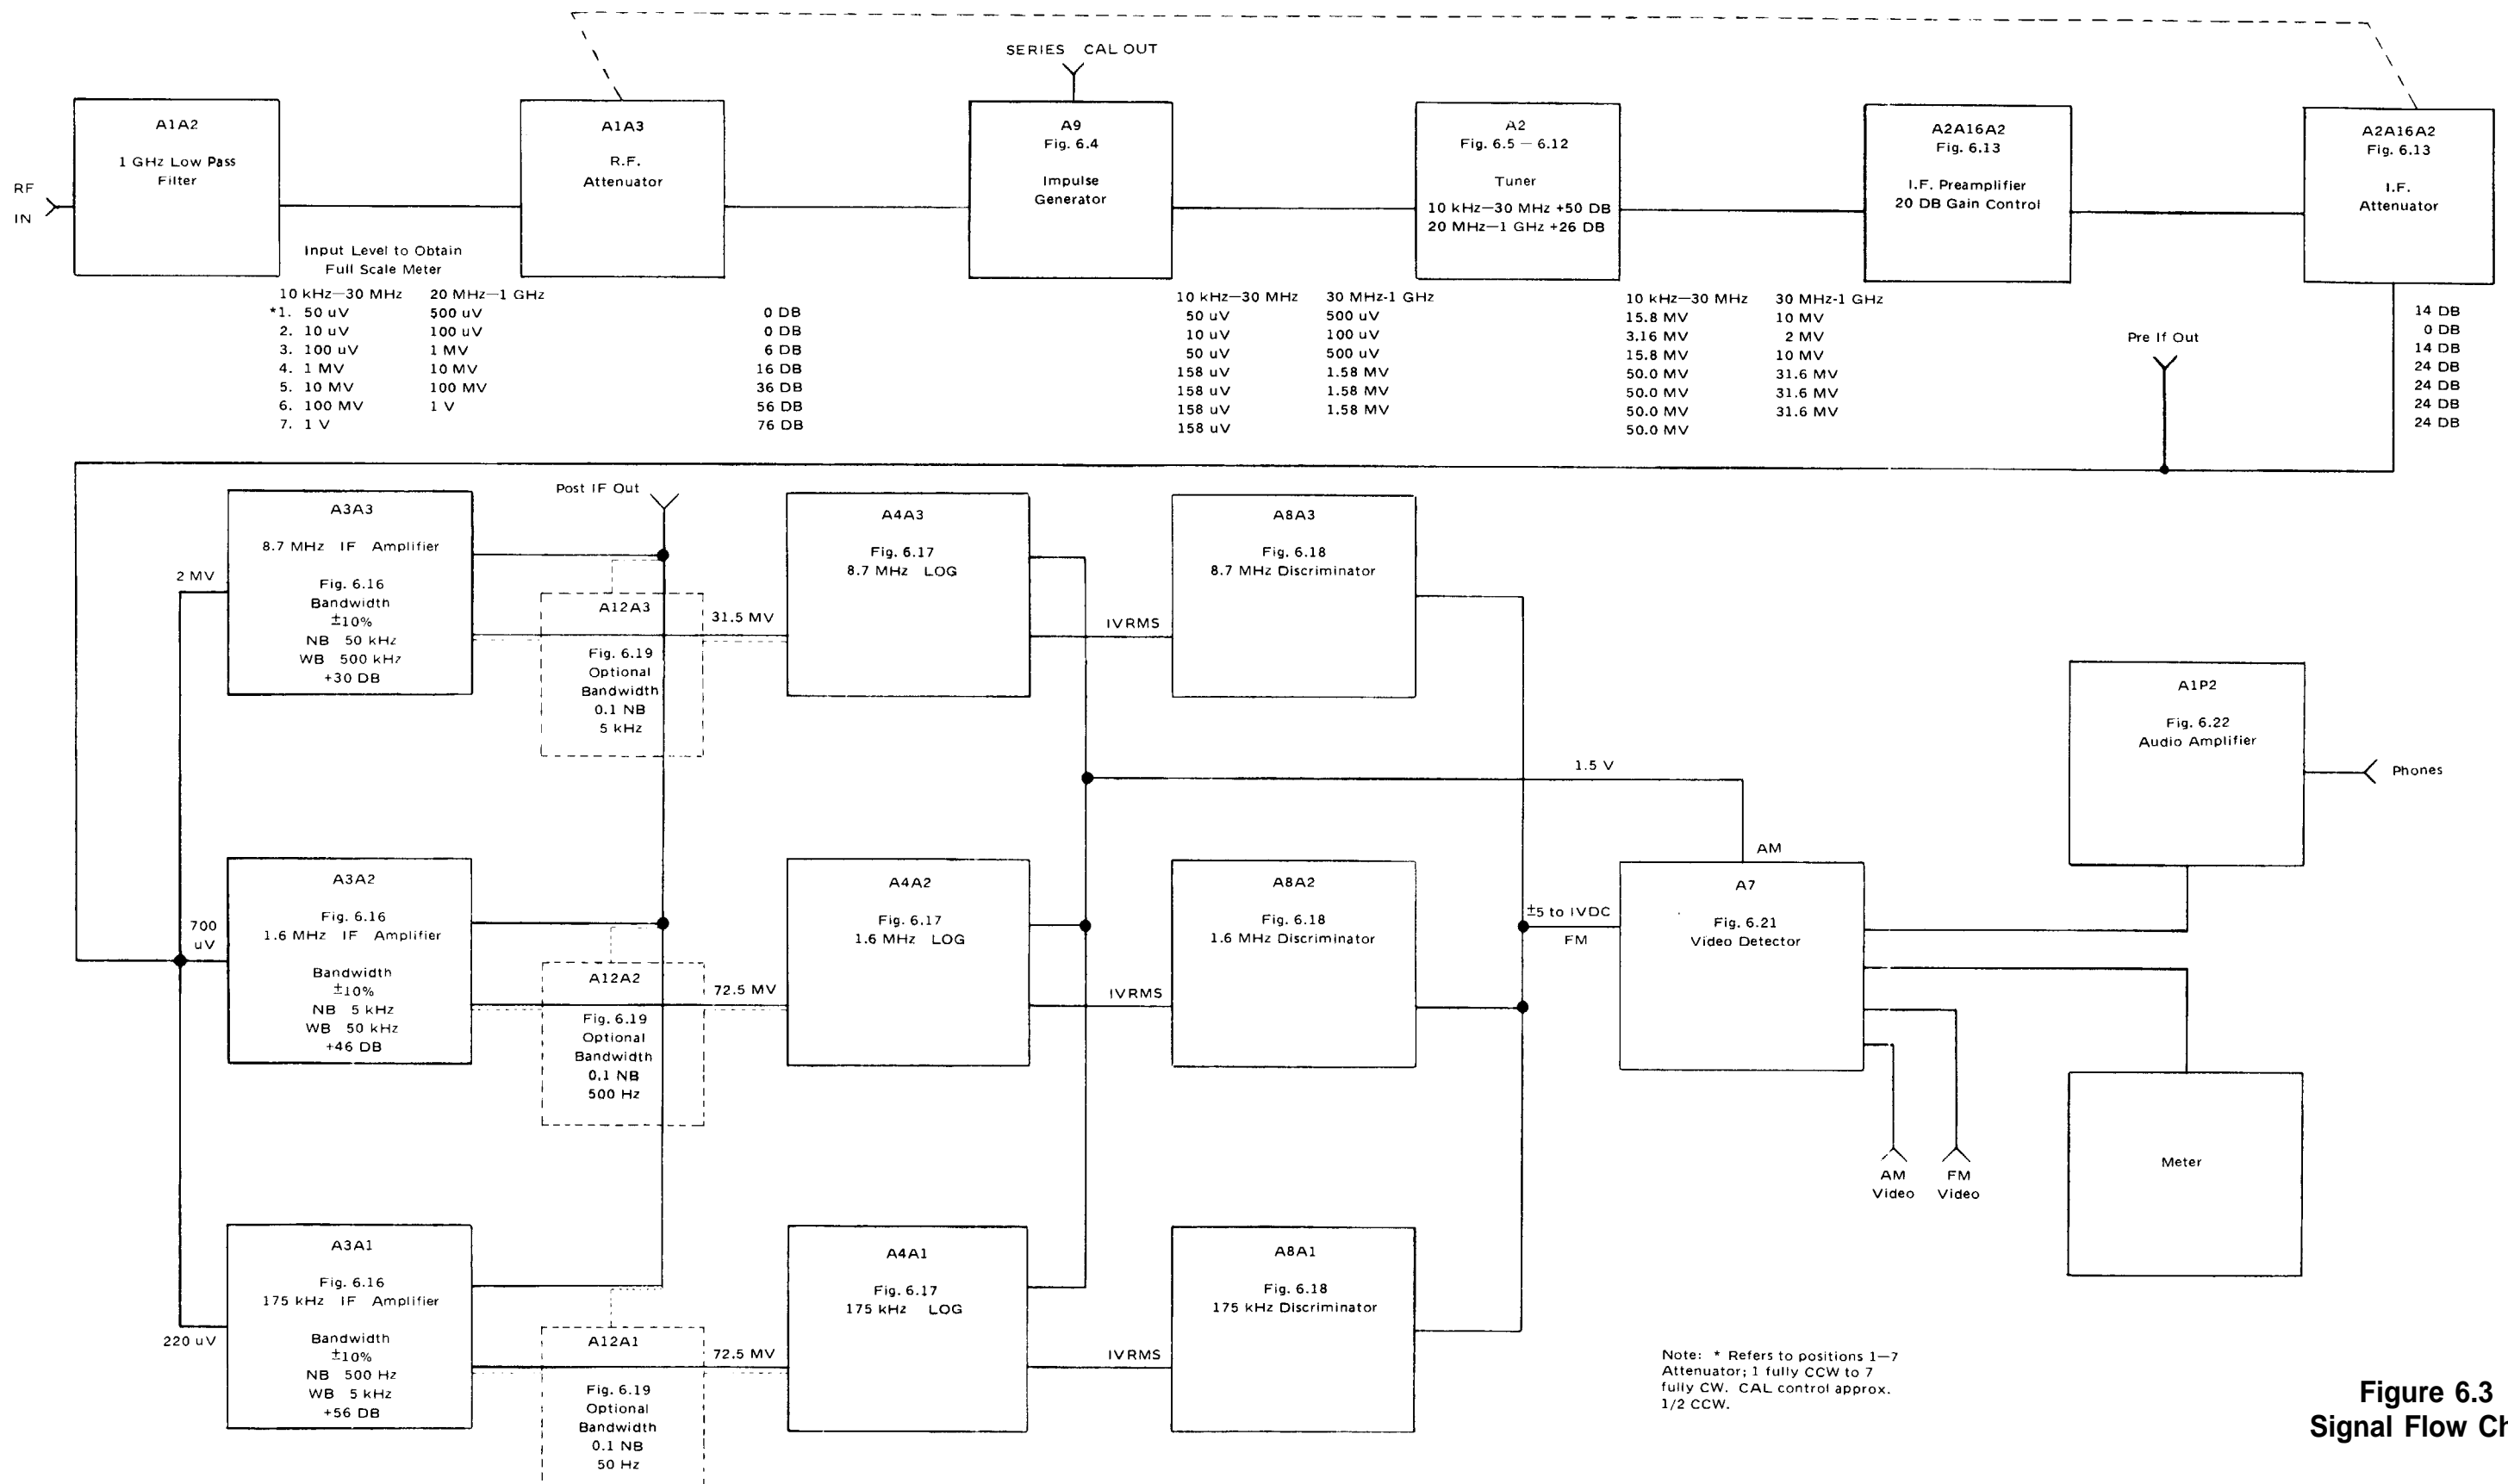 SERIES CAL OUT
RF
IN
A1A2
1 GHz Low Pass
Filter
A1A3
R.F.
Attenuator
A9
Fig. 6.4
Impulse
Generator
A2
Fig. 6.5 — 6.12
Tuner
10 kHz—30 MHz +50 DB
20 MHz—1 GHz +26 DB
A2A16A2
Fig. 6.13
I.F. Preamplifier
20 DB Gain Control
A2A16A2
Fig. 6.13
I.F.
Attenuator
Input Level to Obtain
Full Scale Meter
10 kHz—30 MHz 20 MHz—1 GHz
*1. 50 uV 500 uV
2. 10 uV 100 uV
3. 100 uV 1 MV
4. 1 MV 10 MV
5. 10 MV 100 MV
6. 100 MV 1 V
7. 1 V
0 DB
0 DB
6 DB
16 DB
36 DB
56 DB
76 DB
10 kHz—30 MHz 30 MHz-1 GHz
50 uV 500 uV
10 uV 100 uV
50 uV 500 uV
158 uV 1.58 MV
158 uV 1.58 MV
158 uV 1.58 MV
158 uV
10 kHz—30 MHz 30 MHz-1 GHz
15.8 MV 10 MV
3.16 MV 2 MV
15.8 MV 10 MV
50.0 MV 31.6 MV
50.0 MV 31.6 MV
50.0 MV 31.6 MV
50.0 MV
Pre If Out
14 DB
0 DB
14 DB
24 DB
24 DB
24 DB
24 DB
2 MV
A3A3
8.7 MHz IF Amplifier
Fig. 6.16
Bandwidth
±10%
NB 50 kHz
WB 500 kHz
+30 DB
Post IF Out
A12A3
Fig. 6.19
Optional
Bandwidth
0.1 NB
5 kHz
31.5 MV
A4A3
Fig. 6.17
8.7 MHz LOG
IVRMS
A8A3
Fig. 6.18
8.7 MHz Discriminator
1.5 V
A1P2
Fig. 6.22
Audio Amplifier
Phones
700
uV
A3A2
Fig. 6.16
1.6 MHz IF Amplifier
Bandwidth
±10%
NB 5 kHz
WB 50 kHz
+46 DB
A12A2
Fig. 6.19
Optional
Bandwidth
0.1 NB
500 Hz
72.5 MV
A4A2
Fig. 6.17
1.6 MHz LOG
IVRMS
A8A2
Fig. 6.18
1.6 MHz Discriminator
±5 to IVDC
FM
AM
A7
Fig. 6.21
Video Detector
AM
Video
FM
Video
Meter
220 uV
A3A1
Fig. 6.16
175 kHz IF Amplifier
Bandwidth
±10%
NB 500 Hz
WB 5 kHz
+56 DB
A12A1
Fig. 6.19
Optional
Bandwidth
0.1 NB
50 Hz
72.5 MV
A4A1
Fig. 6.17
175 kHz LOG
IVRMS
A8A1
Fig. 6.18
175 kHz Discriminator
Note: * Refers to positions 1—7
Attenuator; 1 fully CCW to 7
fully CW. CAL control approx.
1/2 CCW.
Figure 6.3
Signal Flow Ch